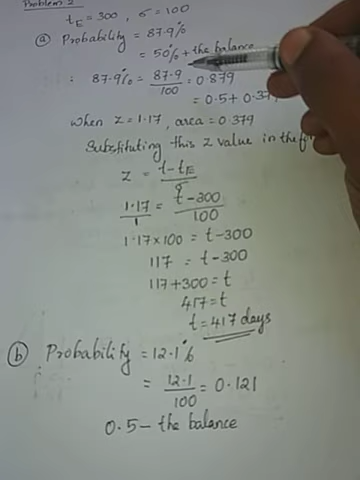 Problem 2
t_E = 300, σ = 100
(a) Probability = 87.9%
= 50% + the balance
∴ 87.9% = 87.9/100 = 0.879
= 0.5 + 0.379
When z = 1.17, area = 0.379
Substituting this z value in the
z = t - t_E/σ
1.17/1 = t - 300/100
1.17 × 100 = t - 300
117 = t - 300
117 + 300 = t
417 = t
t = 417 days
(b) Probability = 12.1%
= 12.1/100 = 0.121
0.5 - the balance